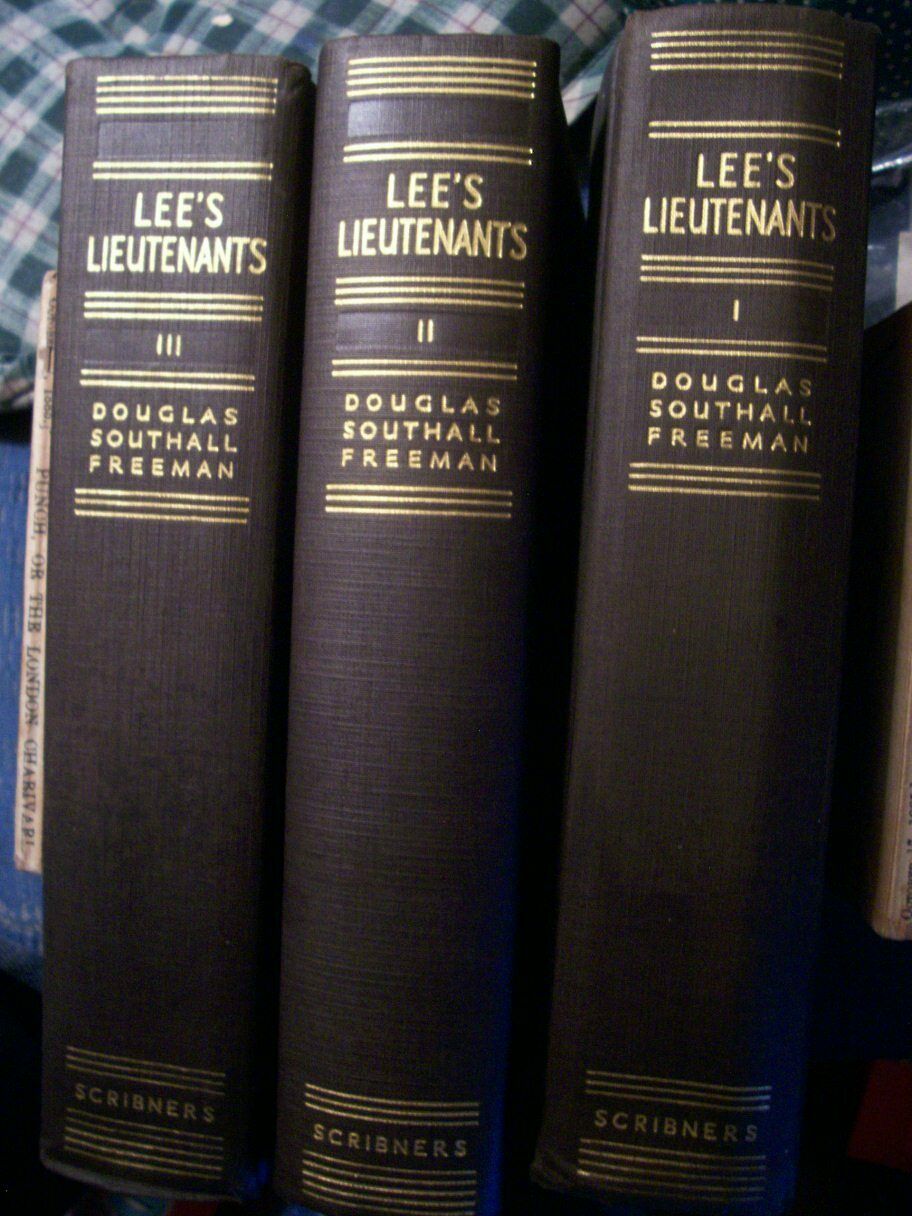 LEE'S
LIEUTENANTS
III
DOUGLAS
SOUTHALL
FREEMAN
SCRIBNERS
LEE'S
LIEUTENANTS
II
DOUGLAS
SOUTHALL
FREEMAN
SCRIBNERS
LEE'S
LIEUTENANTS
I
DOUGLAS
SOUTHALL
FREEMAN
SCRIBNERS
PUNCH, OR THE LONDON CHARIVARI